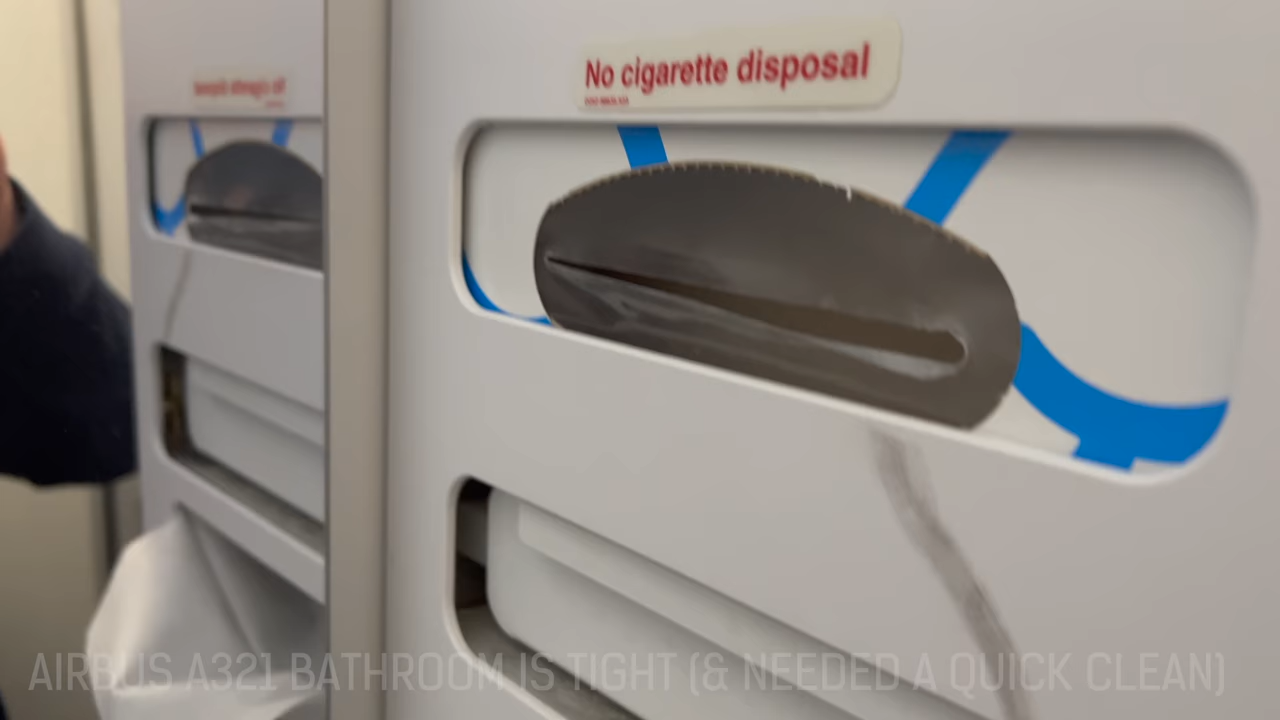 No cigarette disposal
AIRBUS A321 BATHROOM IS TIGHT (& NEEDED A QUICK CLEAN)